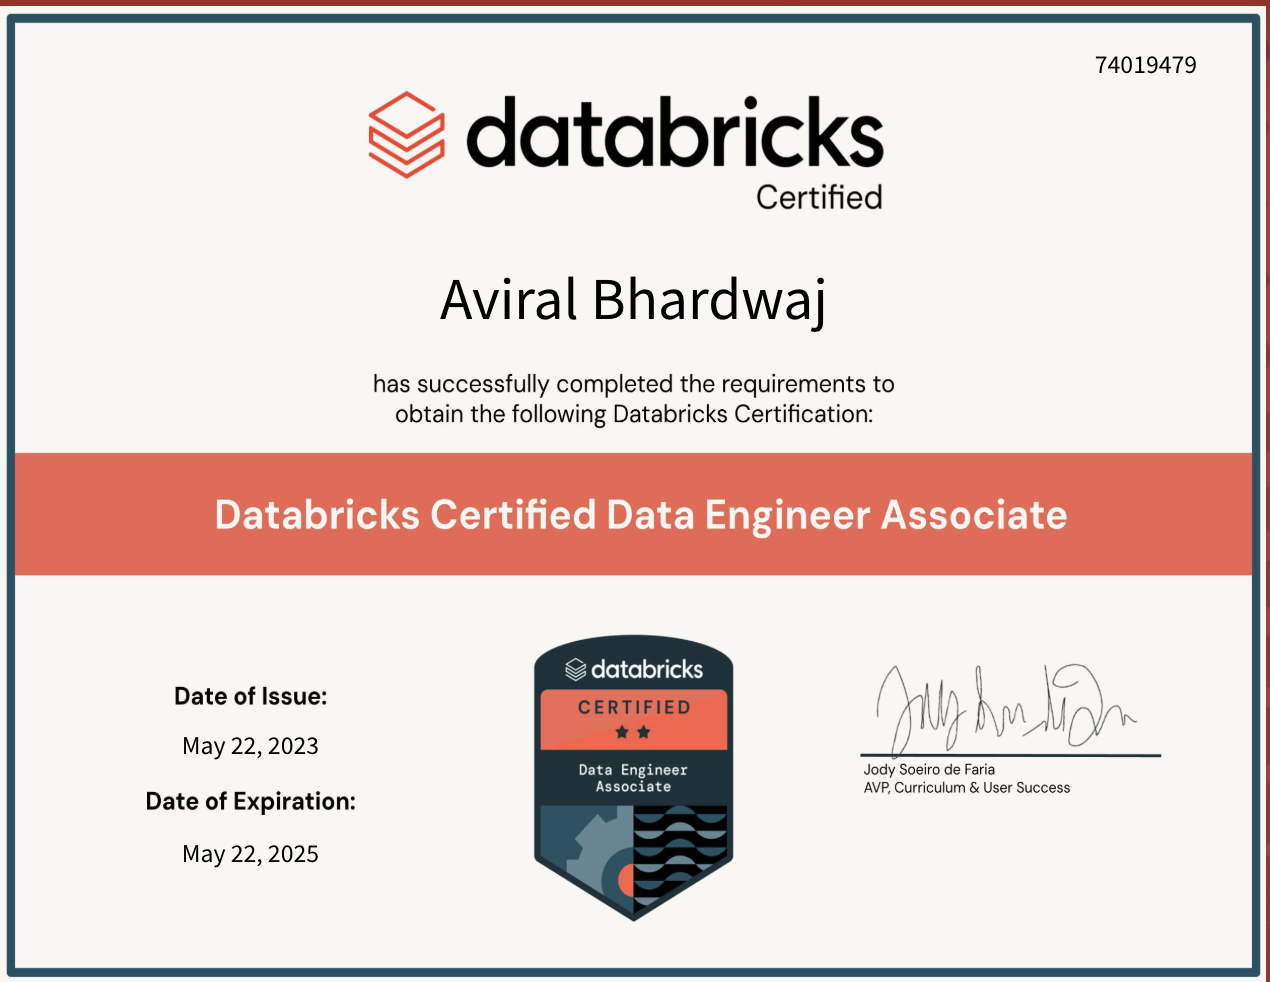 74019479
databricks
Certified
Aviral Bhardwaj
has successfully completed the requirements to
obtain the following Databricks Certification:
Databricks Certified Data Engineer Associate
Date of Issue:
May 22, 2023
Date of Expiration:
May 22, 2025
databricks
CERTIFIED
Data Engineer
Associate
Jody Soeiro de Faria
AVP, Curriculum & User Success